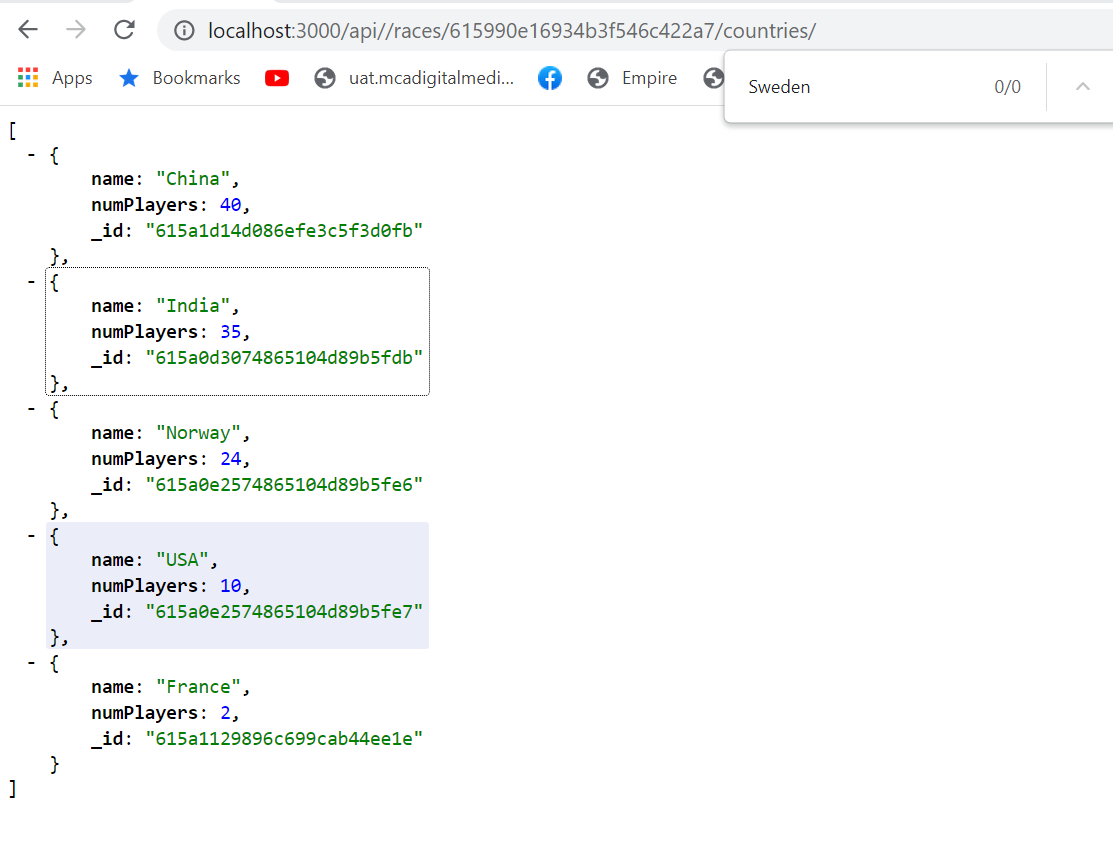 localhost:3000/api//races/615990e16934b3f546c422a7/countries/
Apps Bookmarks uat.mcadigitalmedi... Empire
Sweden 0/0
[
- {
name: "China",
numPlayers: 40,
_id: "615a1d14d086efe3c5f3d0fb"
},
- {
name: "India",
numPlayers: 35,
_id: "615a0d3074865104d89b5fdb"
},
- {
name: "Norway",
numPlayers: 24,
_id: "615a0e2574865104d89b5fe6"
},
- {
name: "USA",
numPlayers: 10,
_id: "615a0e2574865104d89b5fe7"
},
- {
name: "France",
numPlayers: 2,
_id: "615a1129896c699cab44ee1e"
}
]